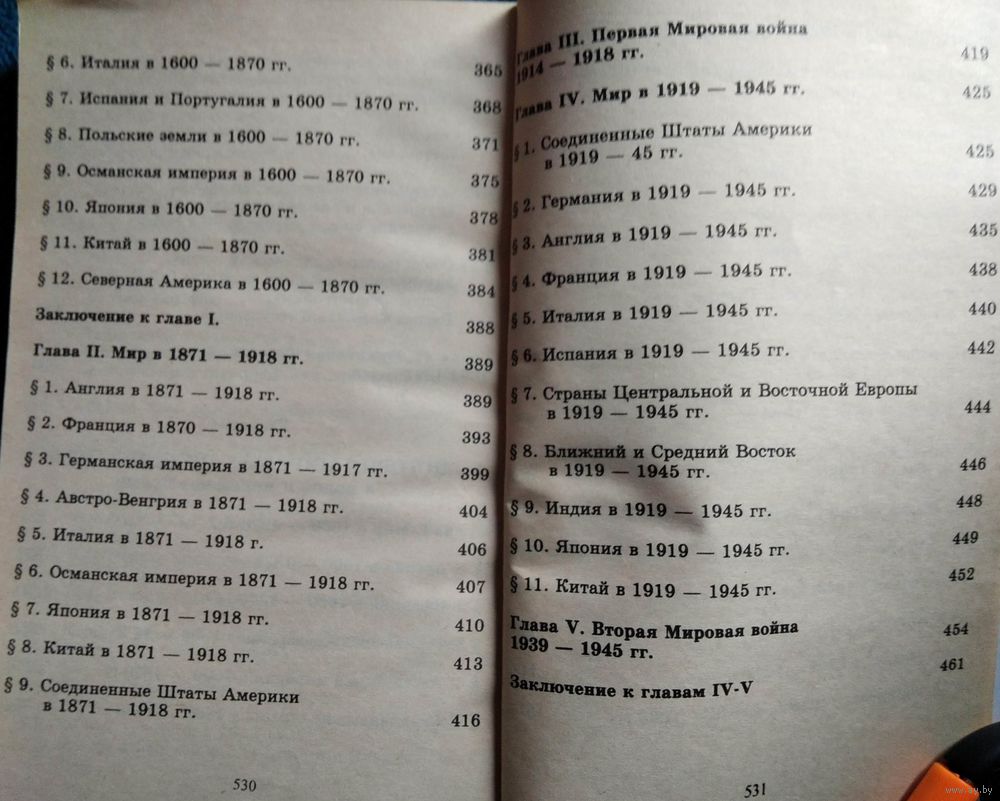 § 6. Италия в 1600 — 1870 гг. 365
§ 7. Испания и Португалия в 1600 — 1870 гг. 368
§ 8. Польские земли в 1600 — 1870 гг. 371
§ 9. Османская империя в 1600 — 1870 гг. 375
§ 10. Япония в 1600 — 1870 гг. 378
§ 11. Китай в 1600 — 1870 гг. 381
§ 12. Северная Америка в 1600 — 1870 гг. 384
Заключение к главе I. 388
Глава II. Мир в 1871 — 1918 гг. 389
§ 1. Англия в 1871 — 1918 гг. 389
§ 2. Франция в 1870 — 1918 гг. 393
§ 3. Германская империя в 1871 — 1917 гг. 399
§ 4. Австро-Венгрия в 1871 — 1918 гг. 404
§ 5. Италия в 1871 — 1918 г. 406
§ 6. Османская империя в 1871 — 1918 гг. 407
§ 7. Япония в 1871 — 1918 гг. 410
§ 8. Китай в 1871 — 1918 гг. 413
§ 9. Соединенные Штаты Америки
в 1871 — 1918 гг. 416
530
Глава III. Первая Мировая война
1914 — 1918 гг. 419
Глава IV. Мир в 1919 — 1945 гг. 425
§ 1. Соединенные Штаты Америки
в 1919 — 45 гг. 425
§ 2. Германия в 1919 — 1945 гг. 429
§ 3. Англия в 1919 — 1945 гг. 435
§ 4. Франция в 1919 — 1945 гг. 438
§ 5. Италия в 1919 — 1945 гг. 440
§ 6. Испания в 1919 — 1945 гг. 442
§ 7. Страны Центральной и Восточной Европы
в 1919 — 1945 гг. 444
§ 8. Ближний и Средний Восток
в 1919 — 1945 гг. 446
§ 9. Индия в 1919 — 1945 гг. 448
§ 10. Япония в 1919 — 1945 гг. 449
§ 11. Китай в 1919 — 1945 гг. 452
Глава V. Вторая Мировая война
1939 — 1945 гг. 454
Заключение к главам IV-V 461
531
www.ay.by